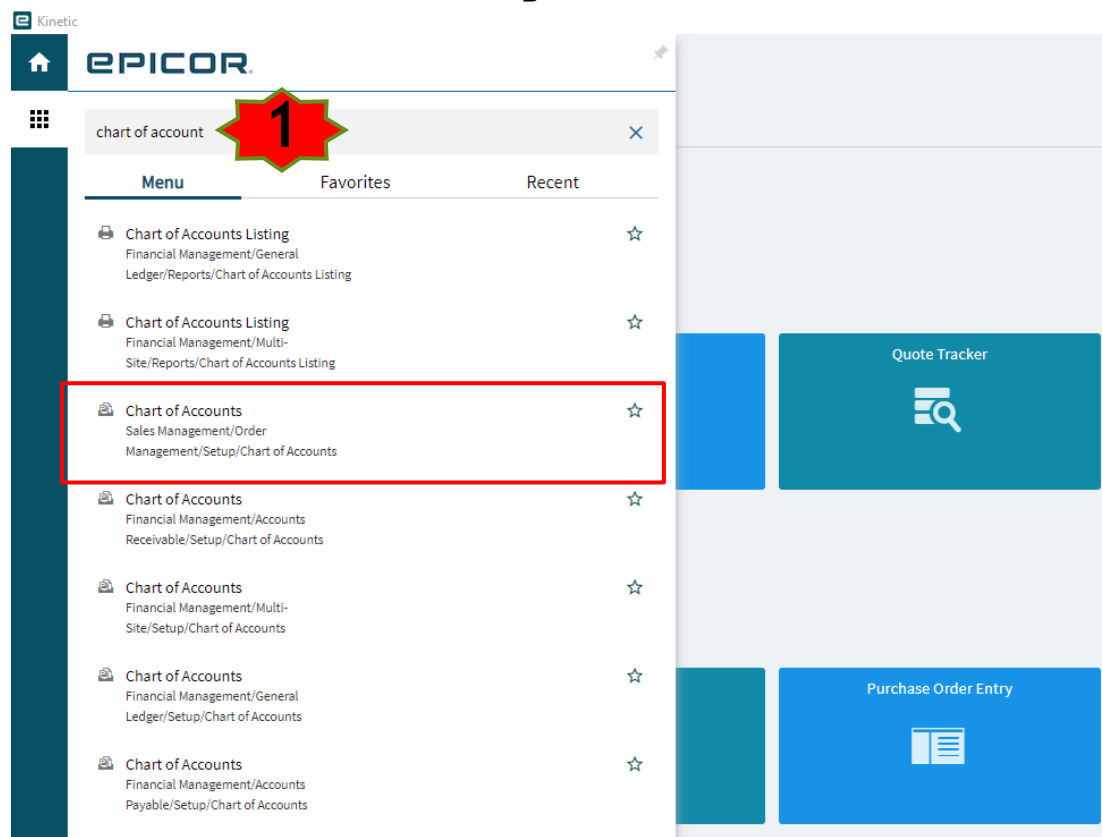 Kinetic
EPICOR.
chart of account
1
Menu Favorites Recent
Chart of Accounts Listing
Financial Management/General
Ledger/Reports/Chart of Accounts Listing
Chart of Accounts Listing
Financial Management/Multi-
Site/Reports/Chart of Accounts Listing
Chart of Accounts
Sales Management/Order
Management/Setup/Chart of Accounts
Chart of Accounts
Financial Management/Accounts
Receivable/Setup/Chart of Accounts
Chart of Accounts
Financial Management/Multi-
Site/Setup/Chart of Accounts
Chart of Accounts
Financial Management/General
Ledger/Setup/Chart of Accounts
Chart of Accounts
Financial Management/Accounts
Payable/Setup/Chart of Accounts
Quote Tracker
Purchase Order Entry